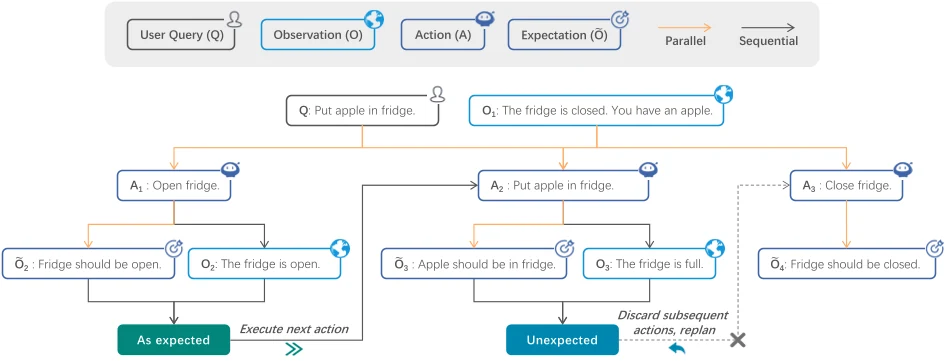 User Query (Q)
Observation (O)
Action (A)
Expectation (Õ)
Parallel
Sequential
Q: Put apple in fridge.
O₁: The fridge is closed. You have an apple.
A₁ : Open fridge.
A₂ : Put apple in fridge.
A₃ : Close fridge.
Õ₂ : Fridge should be open.
O₂: The fridge is open.
Õ₃ : Apple should be in fridge.
O₃: The fridge is full.
Õ₄: Fridge should be closed.
As expected
Execute next action
Unexpected
Discard subsequent
actions, replan